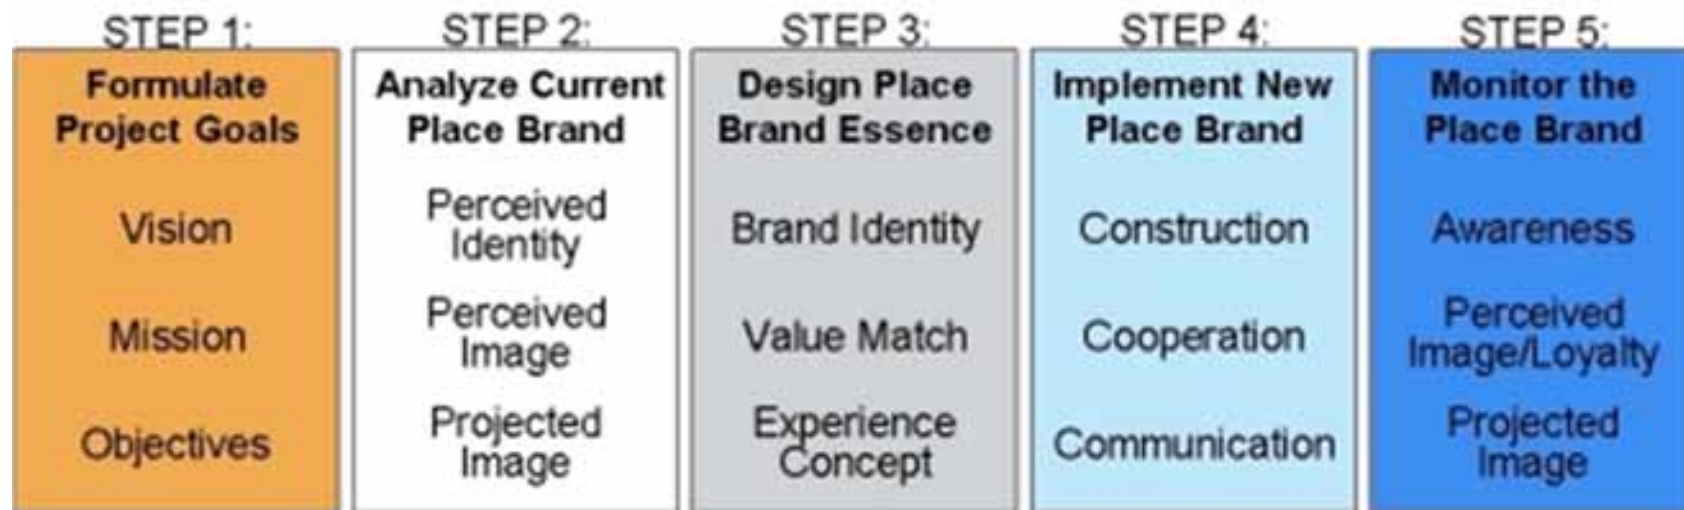 STEP 1:
Formulate
Project Goals
Vision
Mission
Objectives
STEP 2:
Analyze Current
Place Brand
Perceived
Identity
Perceived
Image
Projected
Image
STEP 3:
Design Place
Brand Essence
Brand Identity
Value Match
Experience
Concept
STEP 4:
Implement New
Place Brand
Construction
Cooperation
Communication
STEP 5:
Monitor the
Place Brand
Awareness
Perceived
Image/Loyalty
Projected
Image